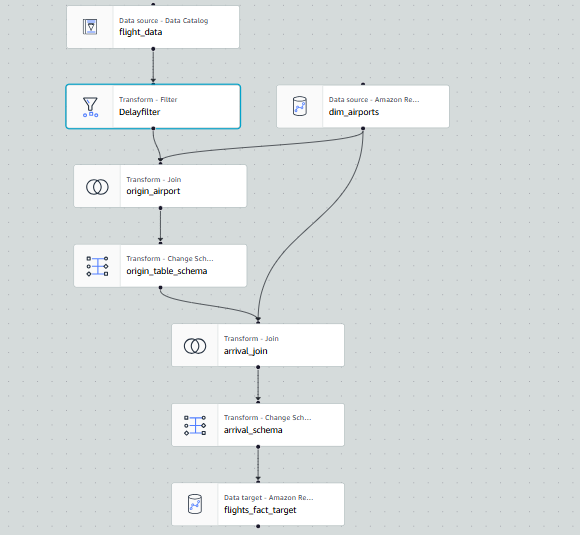 Data source - Data Catalog
flight_data
Transform - Filter
Delayfilter
Data source - Amazon Re...
dim_airports
Transform - Join
origin_airport
Transform - Change Sch...
origin_table_schema
Transform - Join
arrival_join
Transform - Change Sch...
arrival_schema
Data target - Amazon Re...
flights_fact_target